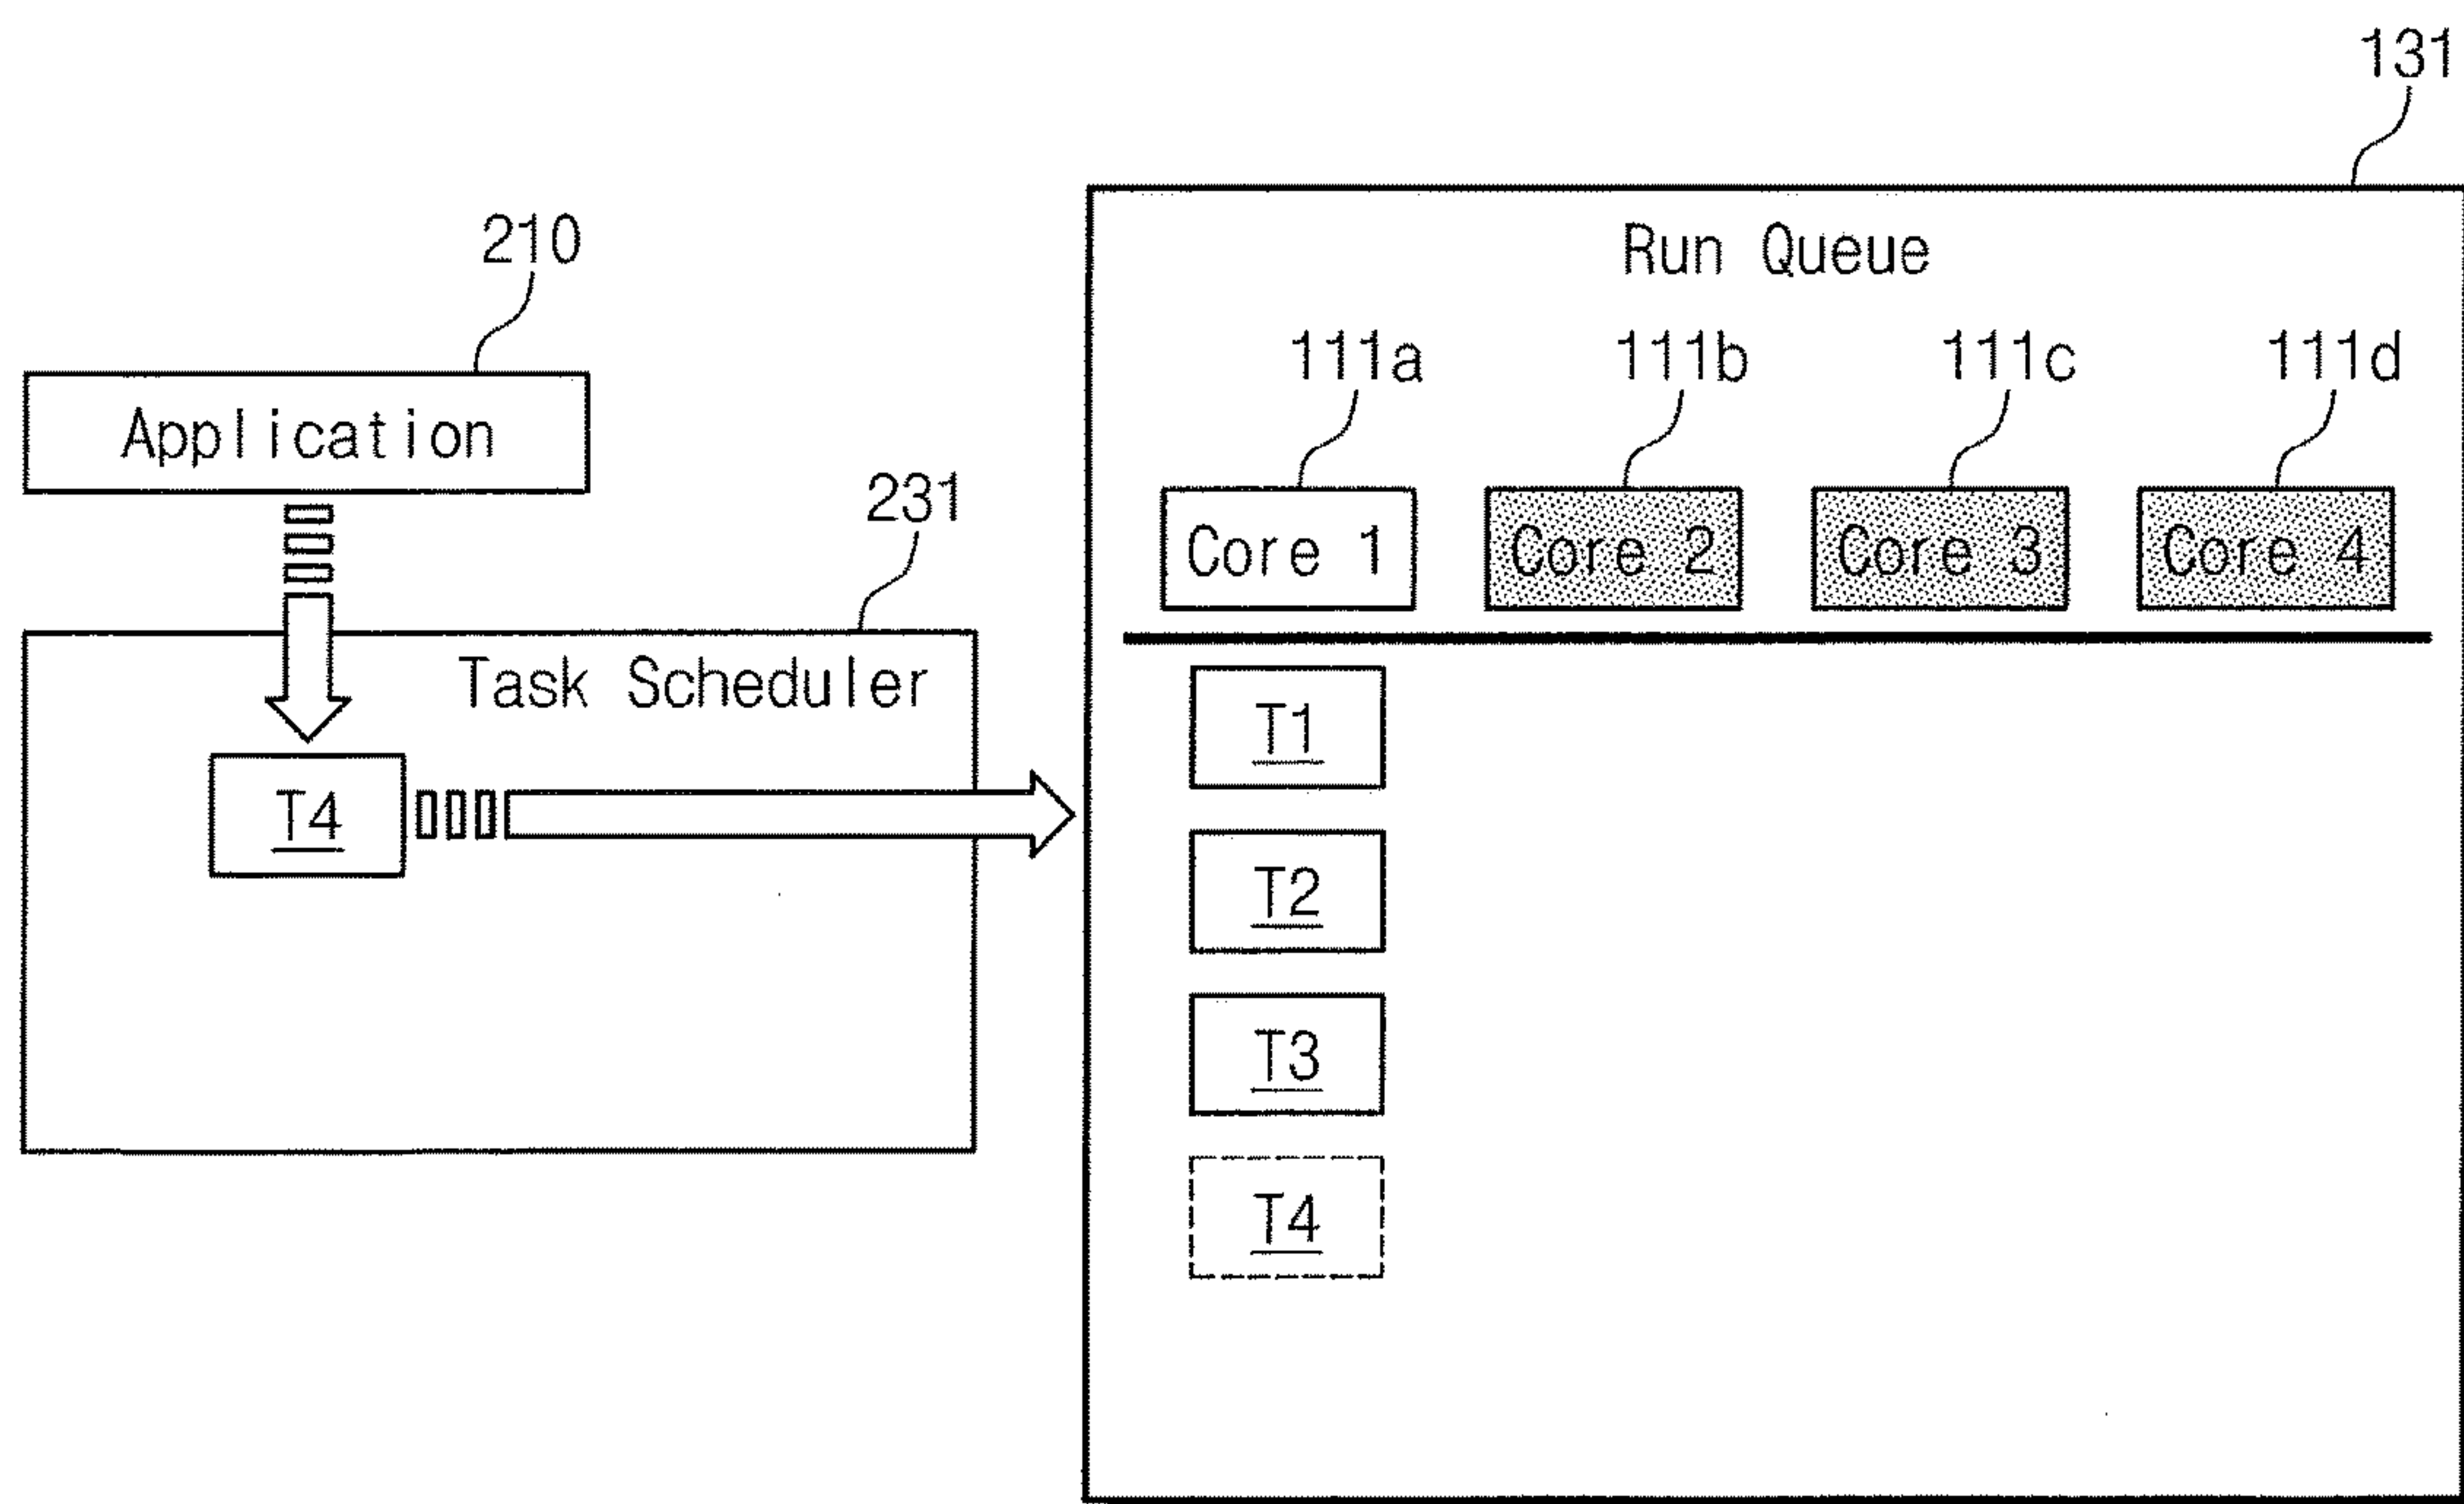 131
Run Queue
210
111a 111b 111c 111d
Application
231
Core 1 Core 2 Core 3 Core 4
Task Scheduler
T1
T4
T2
T3
T4